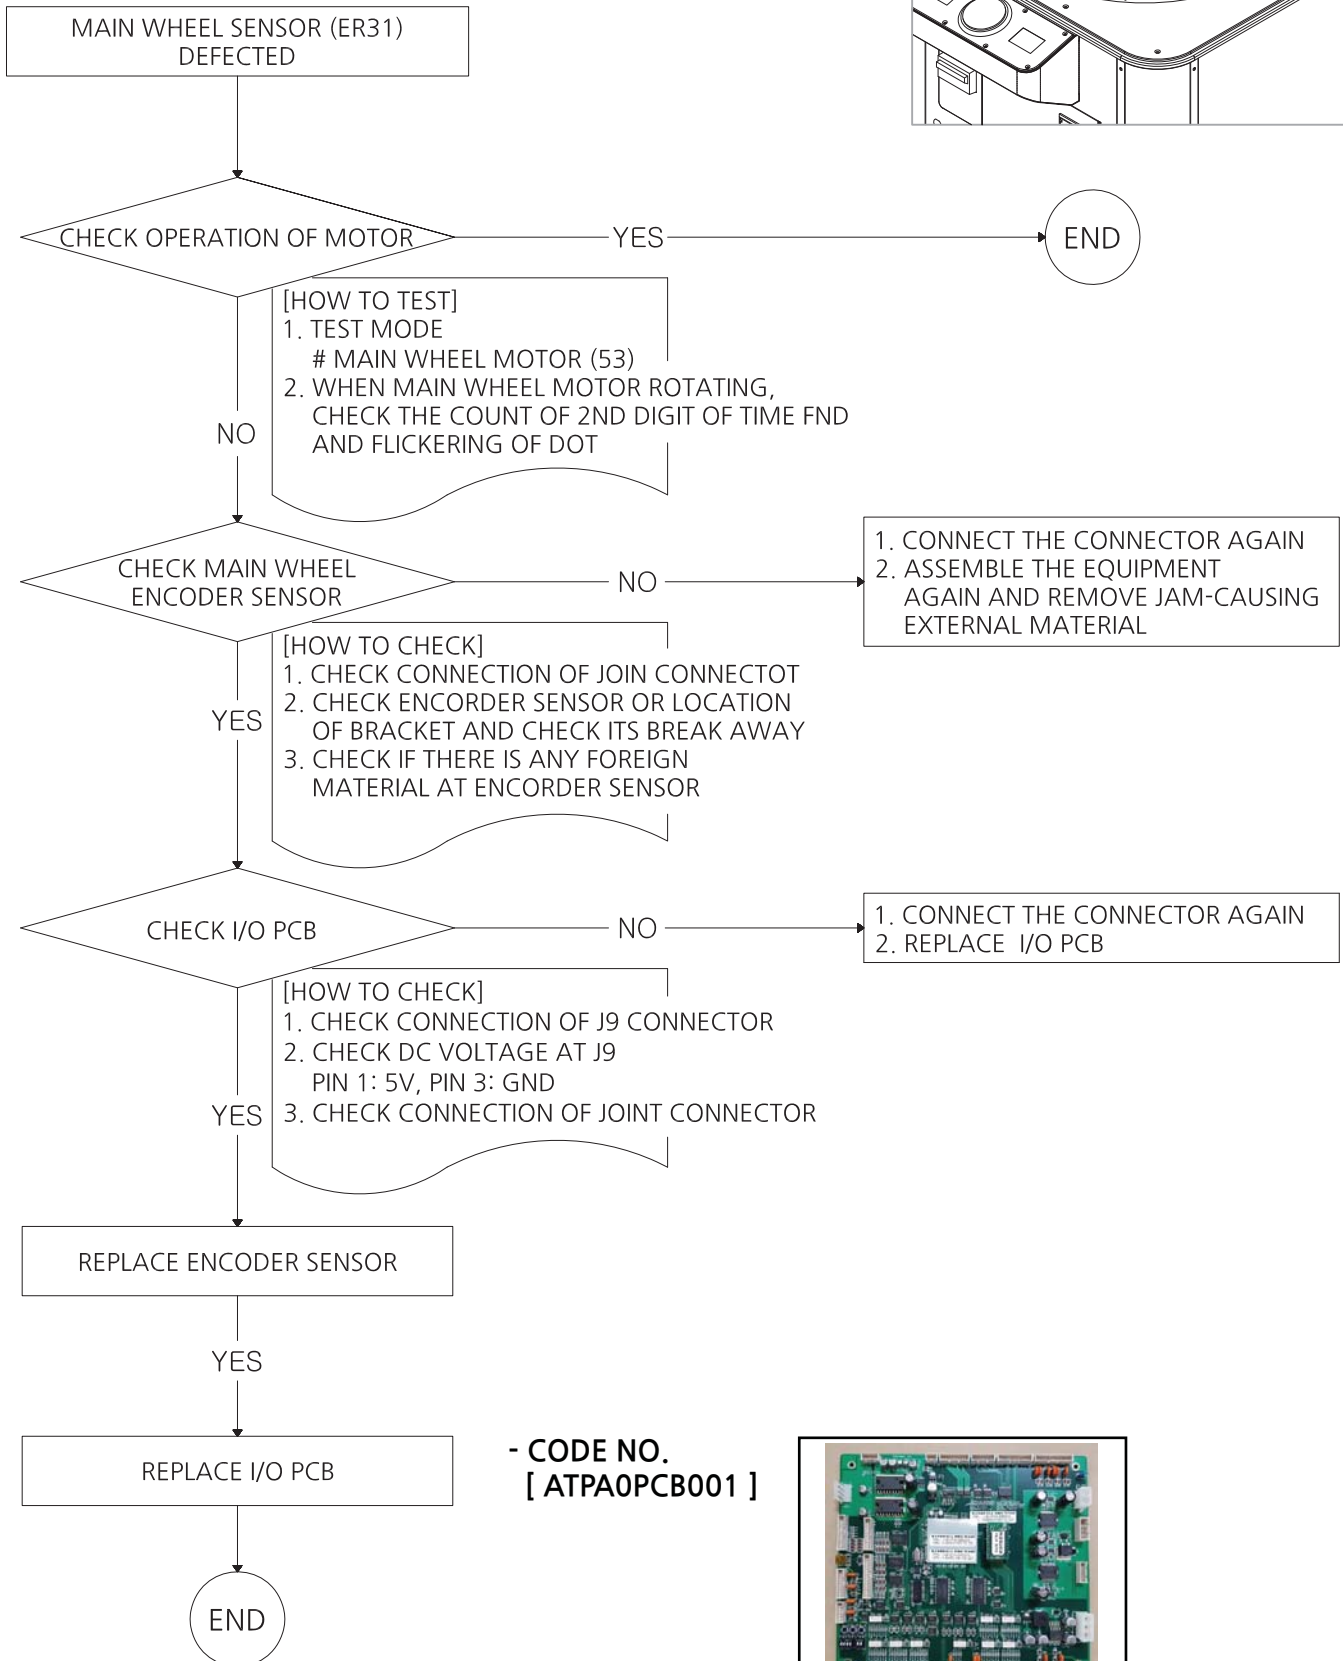 MAIN WHEEL SENSOR (ER31)
DEFECTED
CHECK OPERATION OF MOTOR
YES
END
[HOW TO TEST]
1. TEST MODE
# MAIN WHEEL MOTOR (53)
2. WHEN MAIN WHEEL MOTOR ROTATING,
CHECK THE COUNT OF 2ND DIGIT OF TIME FND
AND FLICKERING OF DOT
NO
CHECK MAIN WHEEL
ENCODER SENSOR
NO
1. CONNECT THE CONNECTOR AGAIN
2. ASSEMBLE THE EQUIPMENT
AGAIN AND REMOVE JAM-CAUSING
EXTERNAL MATERIAL
[HOW TO CHECK]
1. CHECK CONNECTION OF JOIN CONNECTOT
2. CHECK ENCORDER SENSOR OR LOCATION
OF BRACKET AND CHECK ITS BREAK AWAY
3. CHECK IF THERE IS ANY FOREIGN
MATERIAL AT ENCORDER SENSOR
YES
CHECK I/O PCB
NO
1. CONNECT THE CONNECTOR AGAIN
2. REPLACE I/O PCB
[HOW TO CHECK]
1. CHECK CONNECTION OF J9 CONNECTOR
2. CHECK DC VOLTAGE AT J9
PIN 1: 5V, PIN 3: GND
3. CHECK CONNECTION OF JOINT CONNECTOR
YES
REPLACE ENCODER SENSOR
YES
REPLACE I/O PCB
- CODE NO.
[ ATPA0PCB001 ]
END